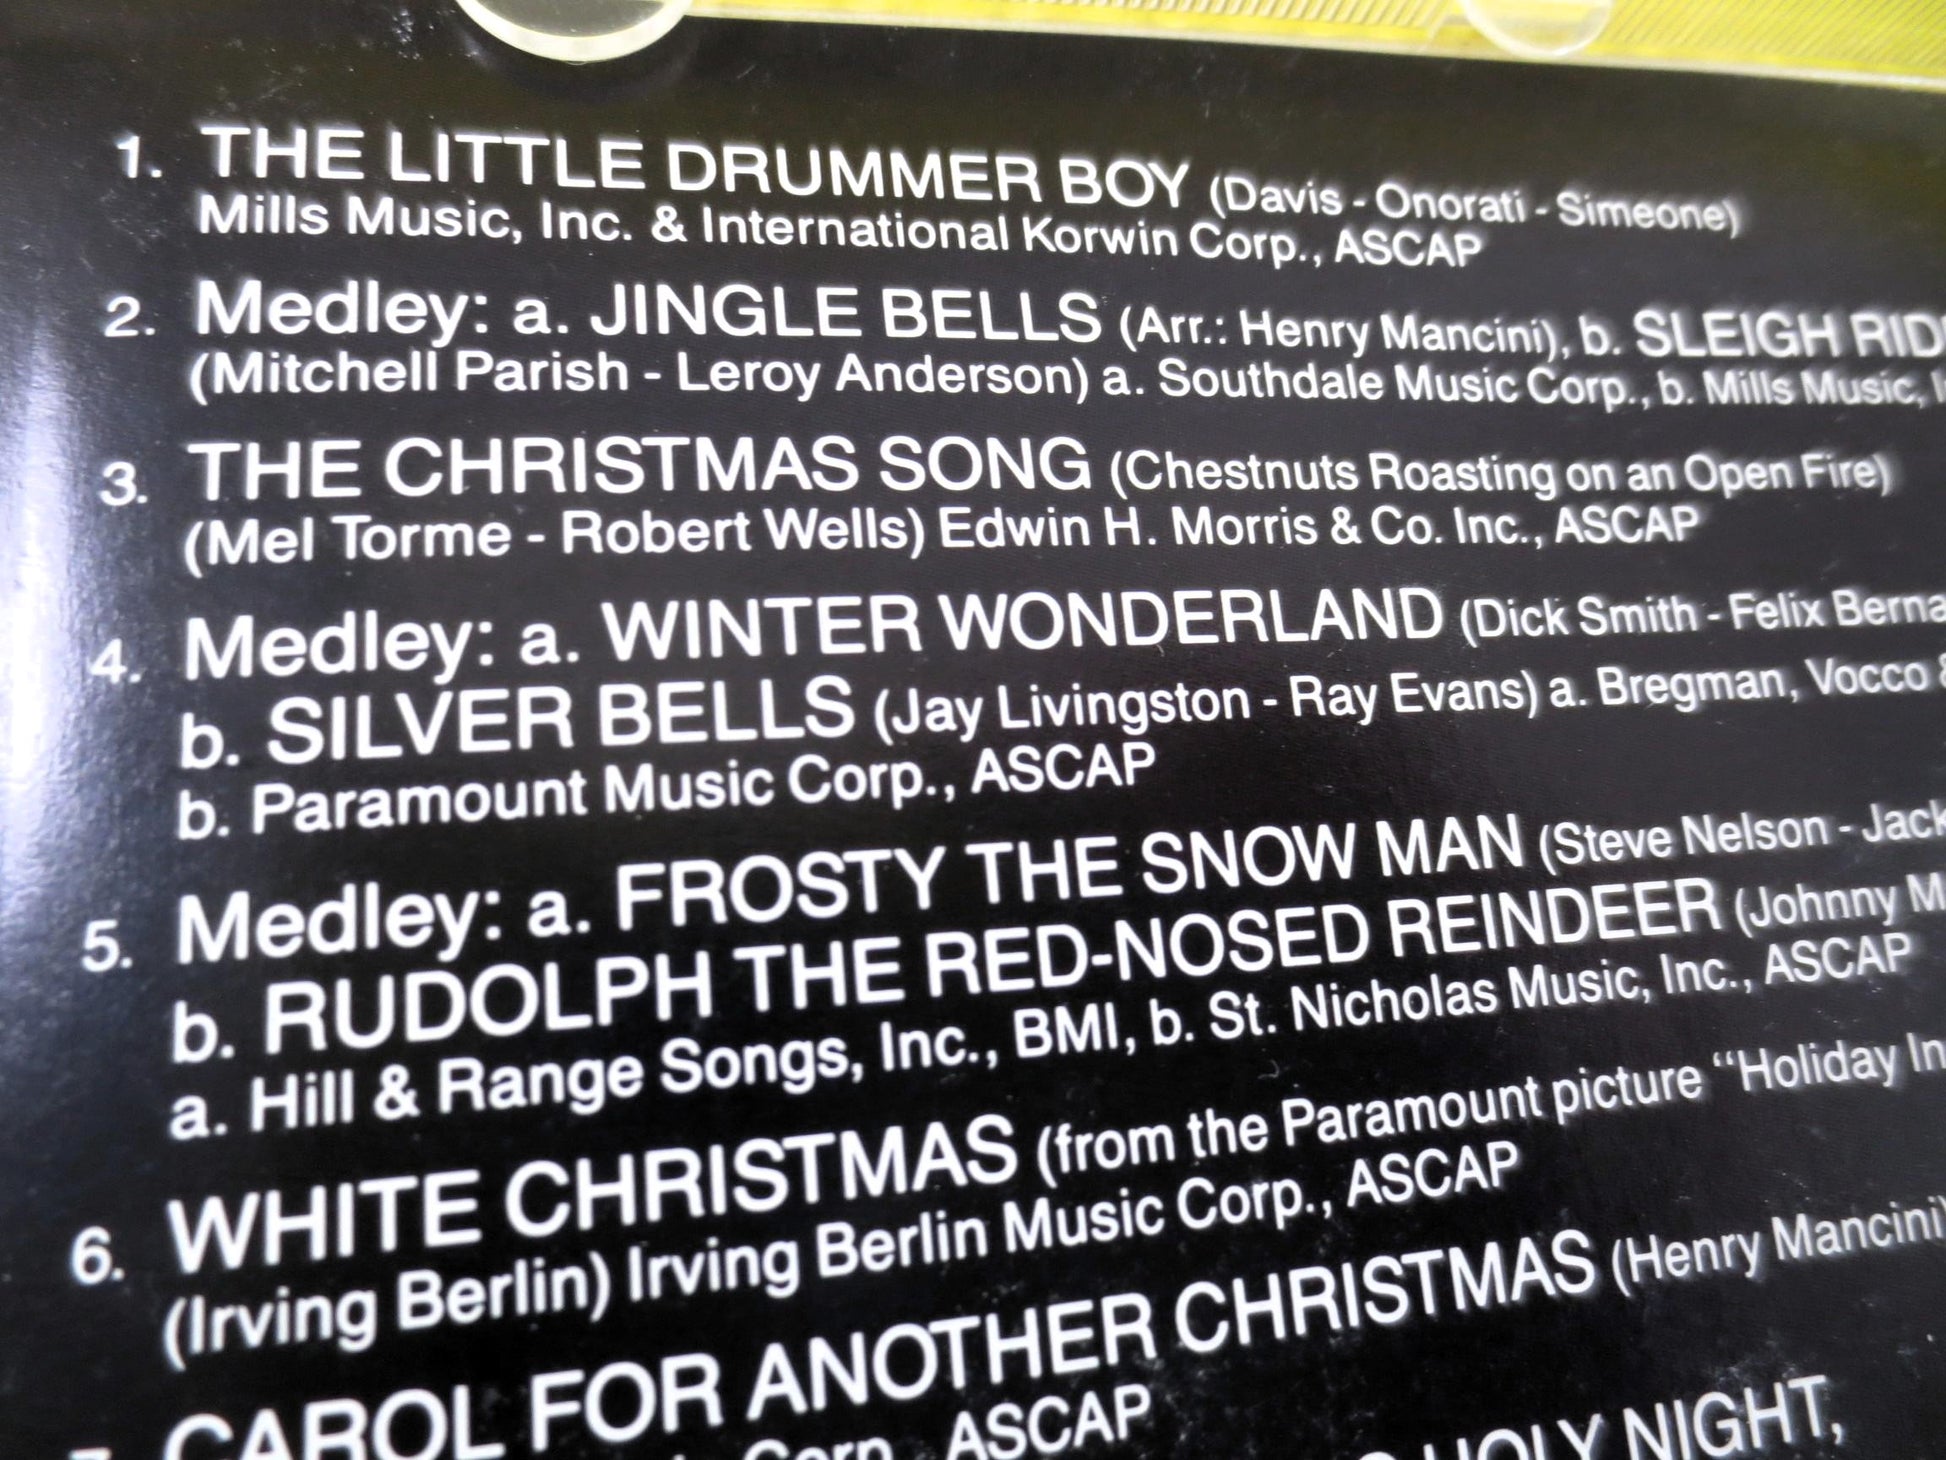 1. THE LITTLE DRUMMER BOY (Davis - Onorati - Simeone)
Mills Music, Inc. & International Korwin Corp., ASCAP
2. Medley: a. JINGLE BELLS (Arr.: Henry Mancini), b. SLEIGH RID
(Mitchell Parish - Leroy Anderson) a. Southdale Music Corp., b. Mills Music,
3. THE CHRISTMAS SONG (Chestnuts Roasting on an Open Fire)
(Mel Torme - Robert Wells) Edwin H. Morris & Co. Inc., ASCAP
4. Medley: a. WINTER WONDERLAND (Dick Smith - Felix Berna
b. SILVER BELLS (Jay Livingston - Ray Evans) a. Bregman, Vocco &
b. Paramount Music Corp., ASCAP
5. Medley: a. FROSTY THE SNOW MAN (Steve Nelson - Jack
b. RUDOLPH THE RED-NOSED REINDEER (Johnny M
a. Hill & Range Songs, Inc., BMI, b. St. Nicholas Music, Inc., ASCAP
6. WHITE CHRISTMAS (from the Paramount picture "Holiday In
(Irving Berlin) Irving Berlin Music Corp., ASCAP
CAROL FOR ANOTHER CHRISTMAS (Henry Mancini)
Corp., ASCAP
HOLY NIGHT,